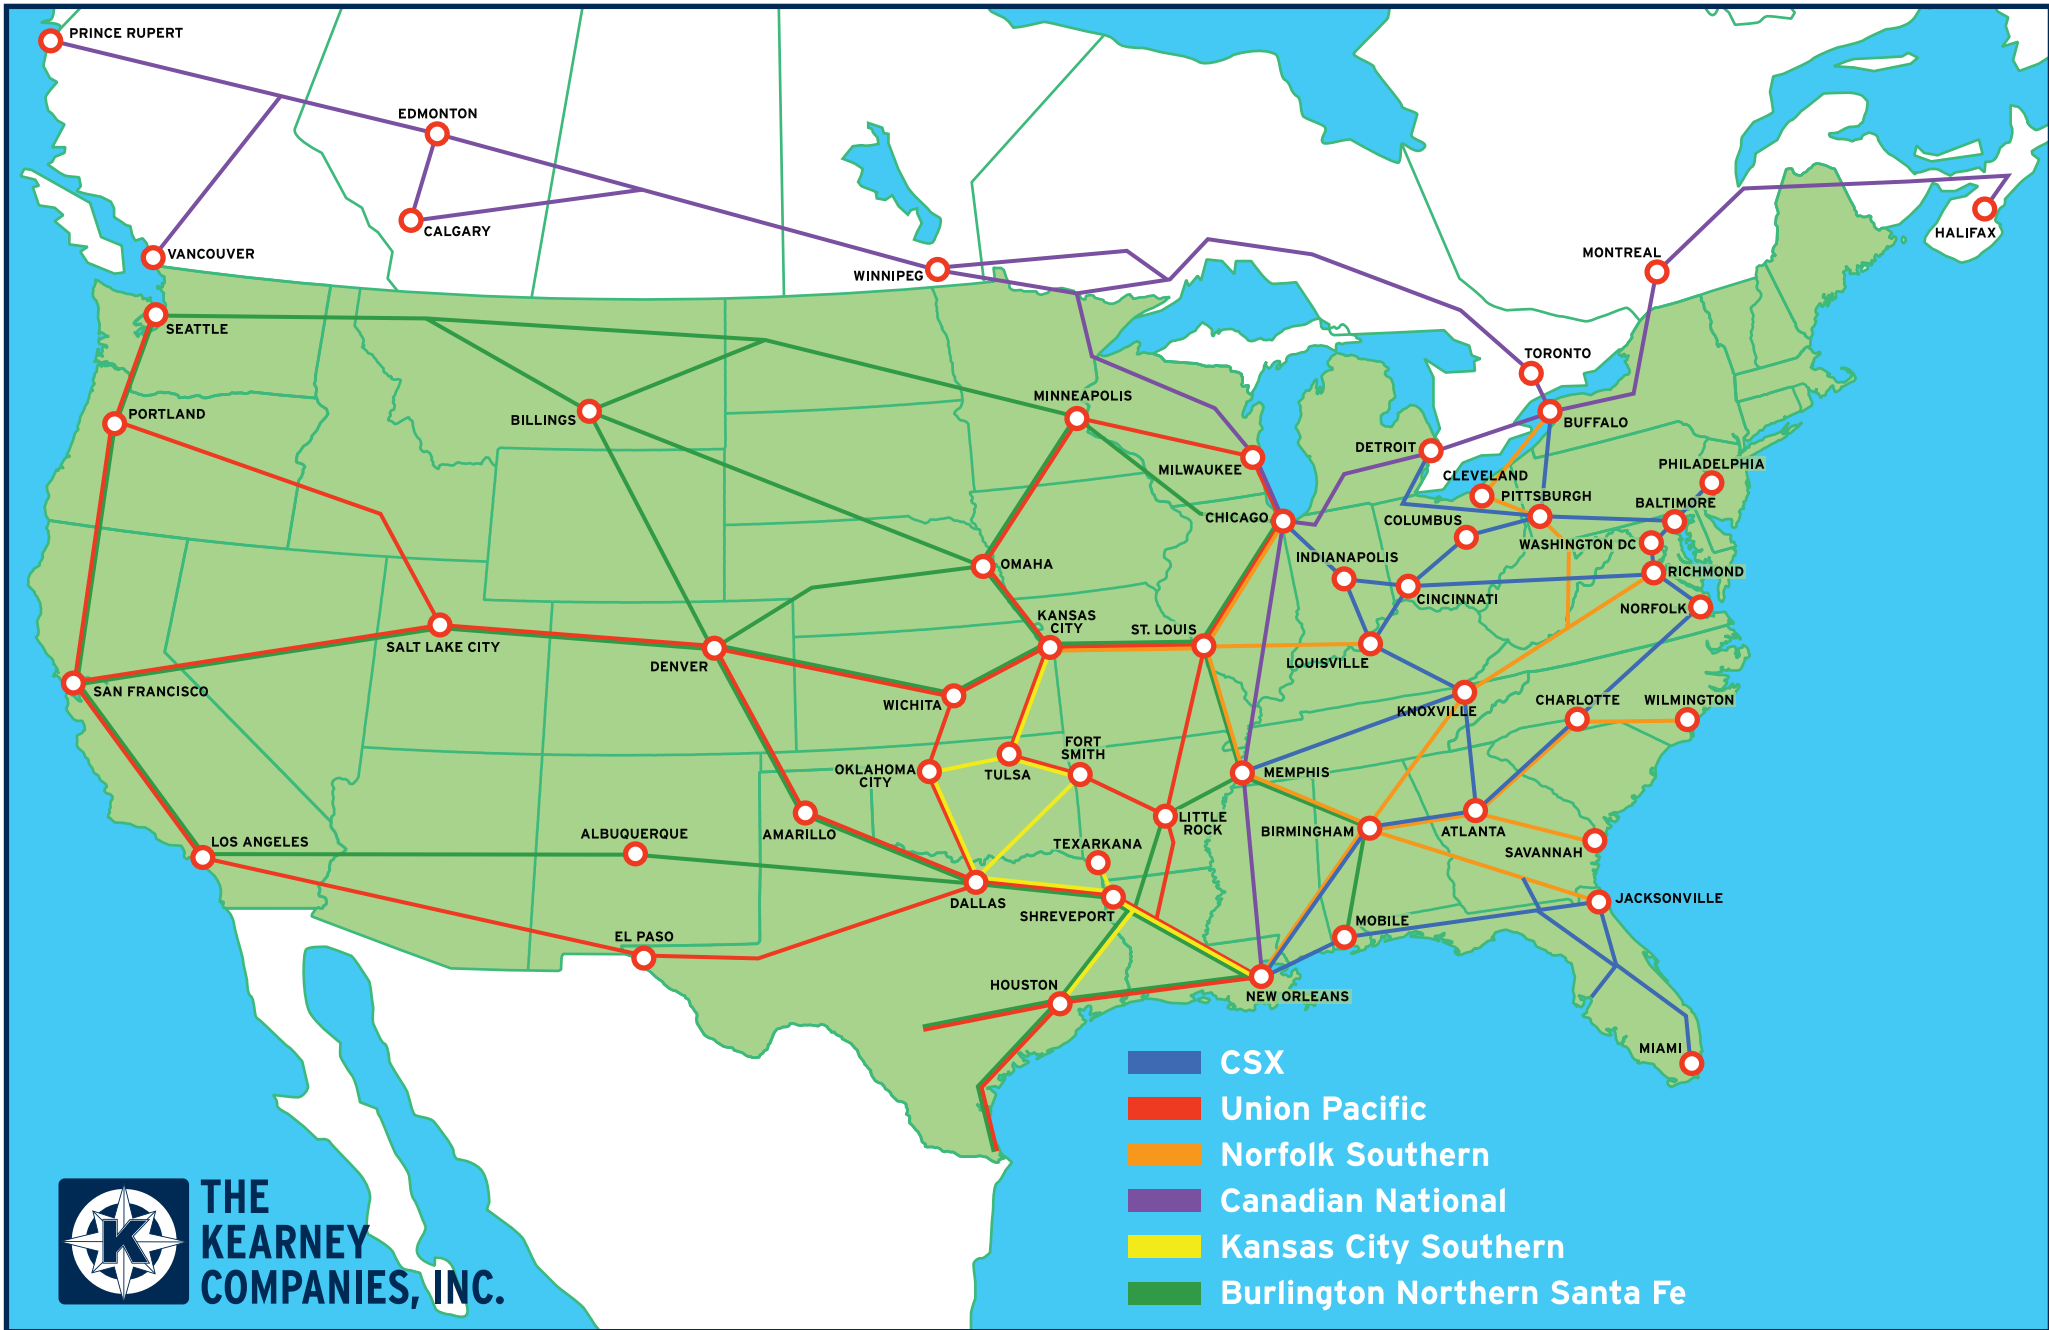 PRINCE RUPERT
EDMONTON
CALGARY
VANCOUVER
WINNIPEG
MONTREAL
HALIFAX
SEATTLE
TORONTO
PORTLAND
BILLINGS
MINNEAPOLIS
BUFFALO
DETROIT
MILWAUKEE
CLEVELAND
PHILADELPHIA
PITTSBURGH
BALTIMORE
CHICAGO
COLUMBUS
WASHINGTON DC
INDIANAPOLIS
OMAHA
RICHMOND
CINCINNATI
NORFOLK
KANSAS
CITY
ST. LOUIS
SALT LAKE CITY
DENVER
LOUISVILLE
SAN FRANCISCO
WICHITA
KNOXVILLE
CHARLOTTE
WILMINGTON
FORT
SMITH
OKLAHOMA
CITY
TULSA
MEMPHIS
LITTLE
ROCK
BIRMINGHAM
ATLANTA
AMARILLO
ALBUQUERQUE
LOS ANGELES
TEXARKANA
SAVANNAH
DALLAS
SHREVEPORT
JACKSONVILLE
MOBILE
EL PASO
HOUSTON
NEW ORLEANS
MIAMI
CSX
Union Pacific
Norfolk Southern
Canadian National
Kansas City Southern
Burlington Northern Santa Fe
K
THE
KEARNEY
COMPANIES, INC.